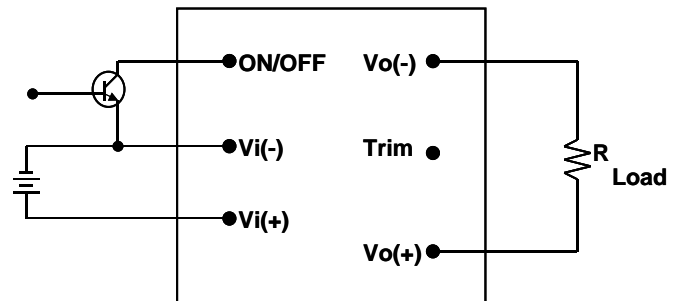 ON/OFF
Vo(-)
Vi(-)
Trim
R
Load
Vi(+)
Vo(+)